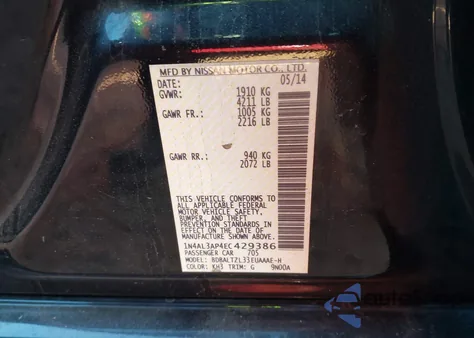 MFD BY NISSAN MOTOR CO., LTD.
DATE: 05/14
GVWR: 1910 KG
4211 LB
GAWR FR.: 1005 KG
2216 LB
GAWR RR.: 940 KG
2072 LB
THIS VEHICLE CONFORMS TO
ALL APPLICABLE FEDERAL
MOTOR VEHICLE SAFETY,
BUMPER, AND THEFT
PREVENTION STANDARDS
IN EFFECT ON THE DATE
OF MANUFACTURE SHOWN ABOVE.
1N4AL3AP4EC429386
PASSENGER CAR 705
MODEL: BDBALTZL33EUAAAE-H
COLOR: KH3 TRIM: G 9N00A